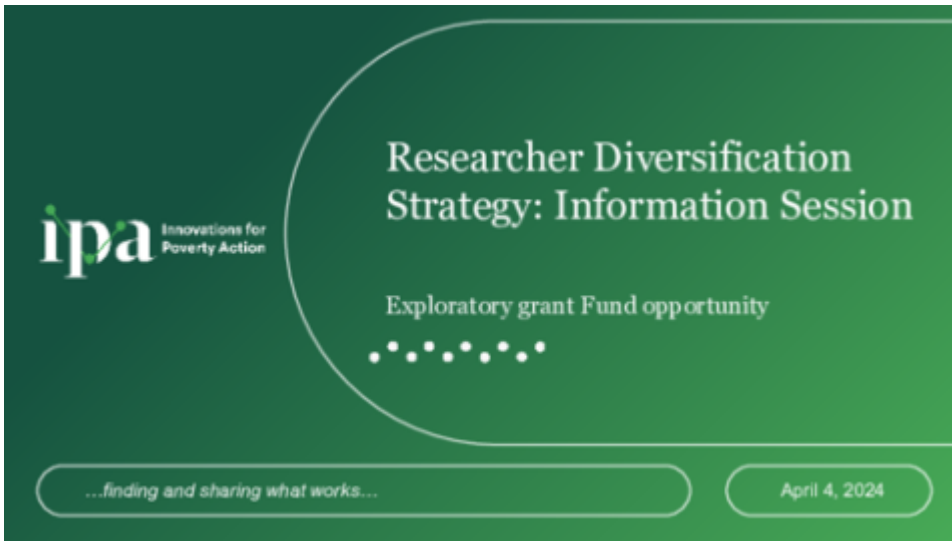 ipa
Innovations for
Poverty Action
Researcher Diversification
Strategy: Information Session
Exploratory grant Fund opportunity
...finding and sharing what works...
April 4, 2024